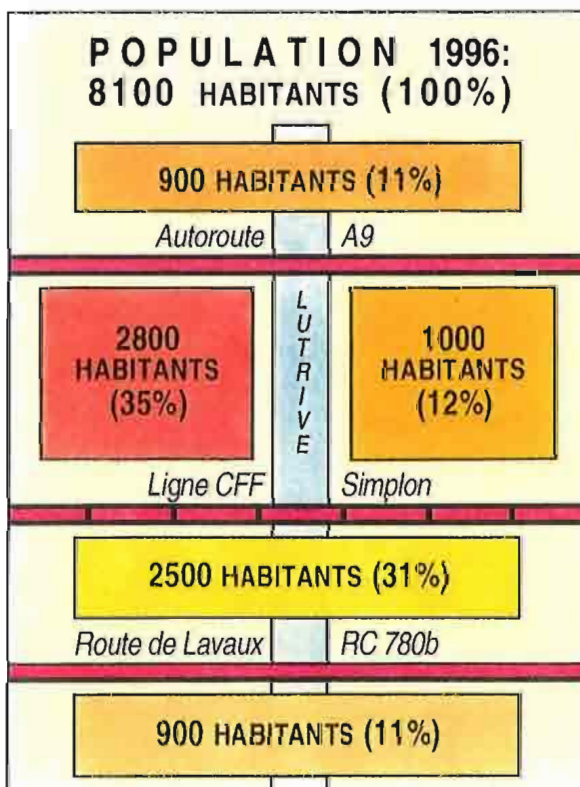 POPULATION 1996:
8100 HABITANTS (100%)
900 HABITANTS (11%)
Autoroute A9
2800
HABITANTS
(35%)
LUTRIVE
1000
HABITANTS
(12%)
Ligne CFF Simplon
2500 HABITANTS (31%)
Route de Lavaux RC 780b
900 HABITANTS (11%)